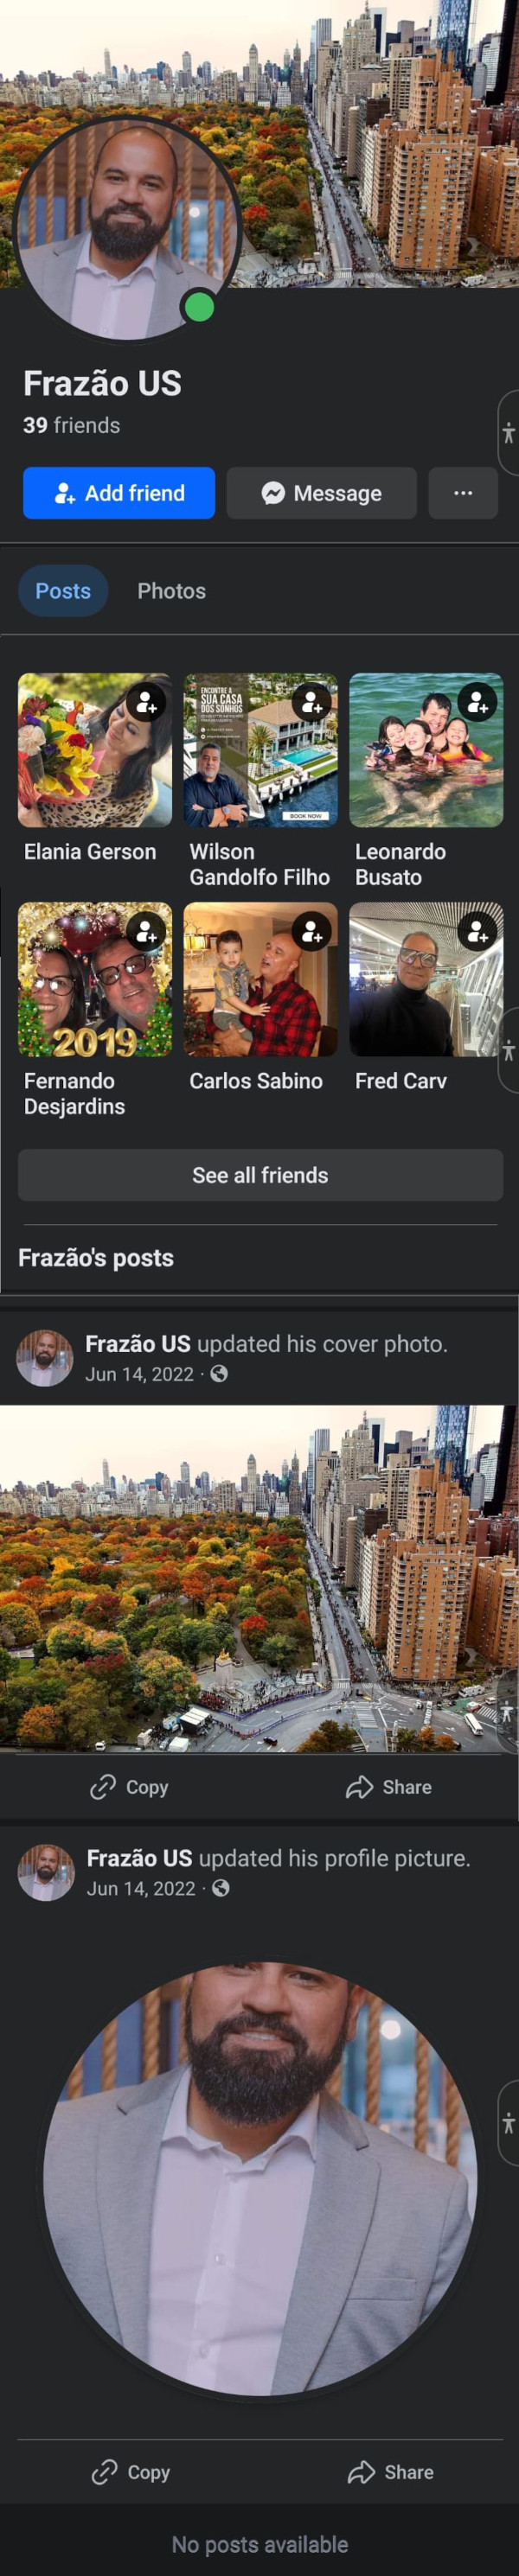 Frazão US
39 friends
Add friend
Message
Posts
Photos
ENCONTRE A
SUA CASA
DOS SONHOS
BOOK NOW
Elania Gerson
Wilson
Gandolfo Filho
Leonardo
Busato
2019
Fernando
Desjardins
Carlos Sabino
Fred Carv
See all friends
Frazão's posts
Frazão US updated his cover photo.
Jun 14, 2022 ·
Copy
Share
Frazão US updated his profile picture.
Jun 14, 2022 ·
Copy
Share
No posts available